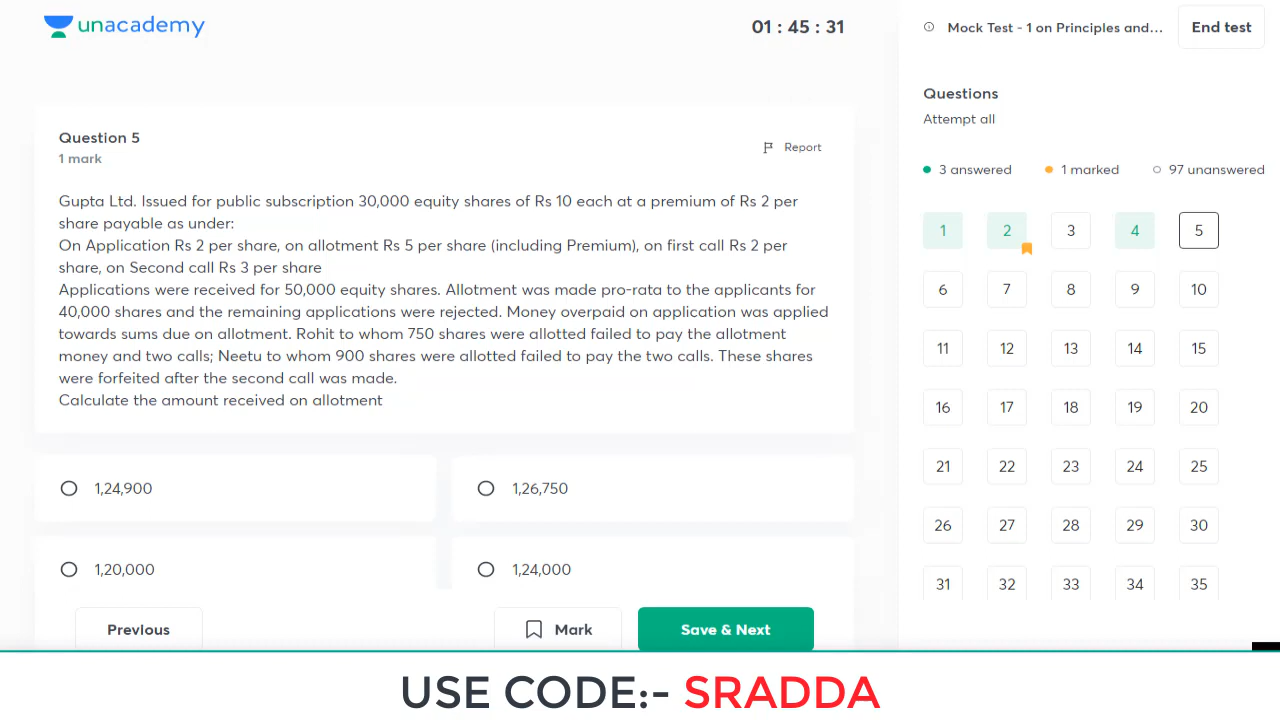 unacademy
01 : 45 : 31
Mock Test - 1 on Principles and...
End test
Question 5
1 mark
Report
Gupta Ltd. Issued for public subscription 30,000 equity shares of Rs 10 each at a premium of Rs 2 per
share payable as under:
On Application Rs 2 per share, on allotment Rs 5 per share (including Premium), on first call Rs 2 per
share, on Second call Rs 3 per share
Applications were received for 50,000 equity shares. Allotment was made pro-rata to the applicants for
40,000 shares and the remaining applications were rejected. Money overpaid on application was applied
towards sums due on allotment. Rohit to whom 750 shares were allotted failed to pay the allotment
money and two calls; Neetu to whom 900 shares were allotted failed to pay the two calls. These shares
were forfeited after the second call was made.
Calculate the amount received on allotment
1,24,900
1,26,750
1,20,000
1,24,000
Previous
Mark
Save & Next
Questions
Attempt all
3 answered
1 marked
97 unanswered
1 2 3 4 5
6 7 8 9 10
11 12 13 14 15
16 17 18 19 20
21 22 23 24 25
26 27 28 29 30
31 32 33 34 35
USE CODE:- SRADDA